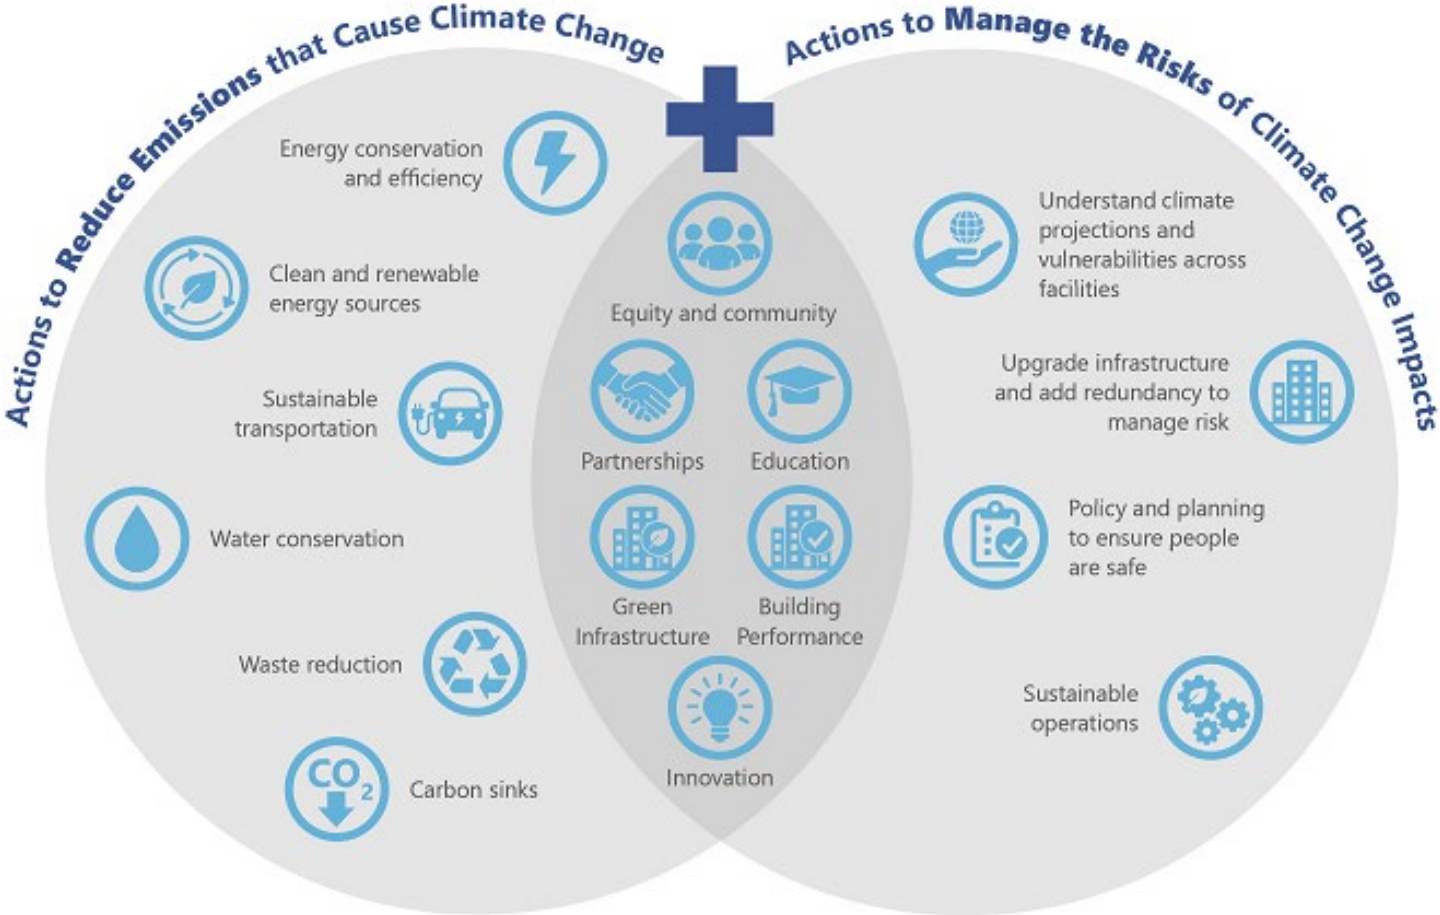 Actions to Reduce Emissions that Cause Climate Change
Actions to Manage the Risks of Climate Change Impacts
Energy conservation
and efficiency
Clean and renewable
energy sources
Sustainable
transportation
Water conservation
Waste reduction
CO2
Carbon sinks
Equity and community
Partnerships
Education
Green
Infrastructure
Building
Performance
Innovation
Understand climate
projections and
vulnerabilities across
facilities
Upgrade infrastructure
and add redundancy to
manage risk
Policy and planning
to ensure people
are safe
Sustainable
operations